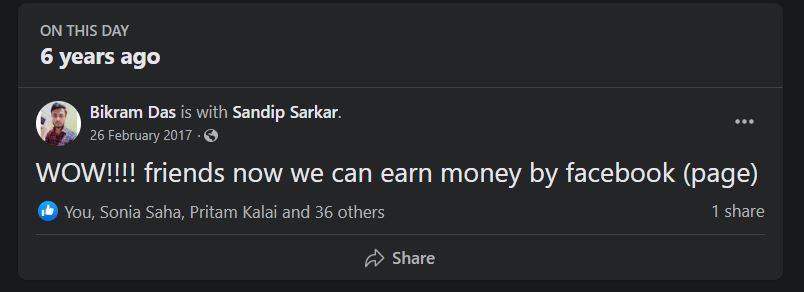 ON THIS DAY
6 years ago
Bikram Das is with Sandip Sarkar.
26 February 2017 ·
WOW!!!! friends now we can earn money by facebook (page)
You, Sonia Saha, Pritam Kalai and 36 others 1 share
Share